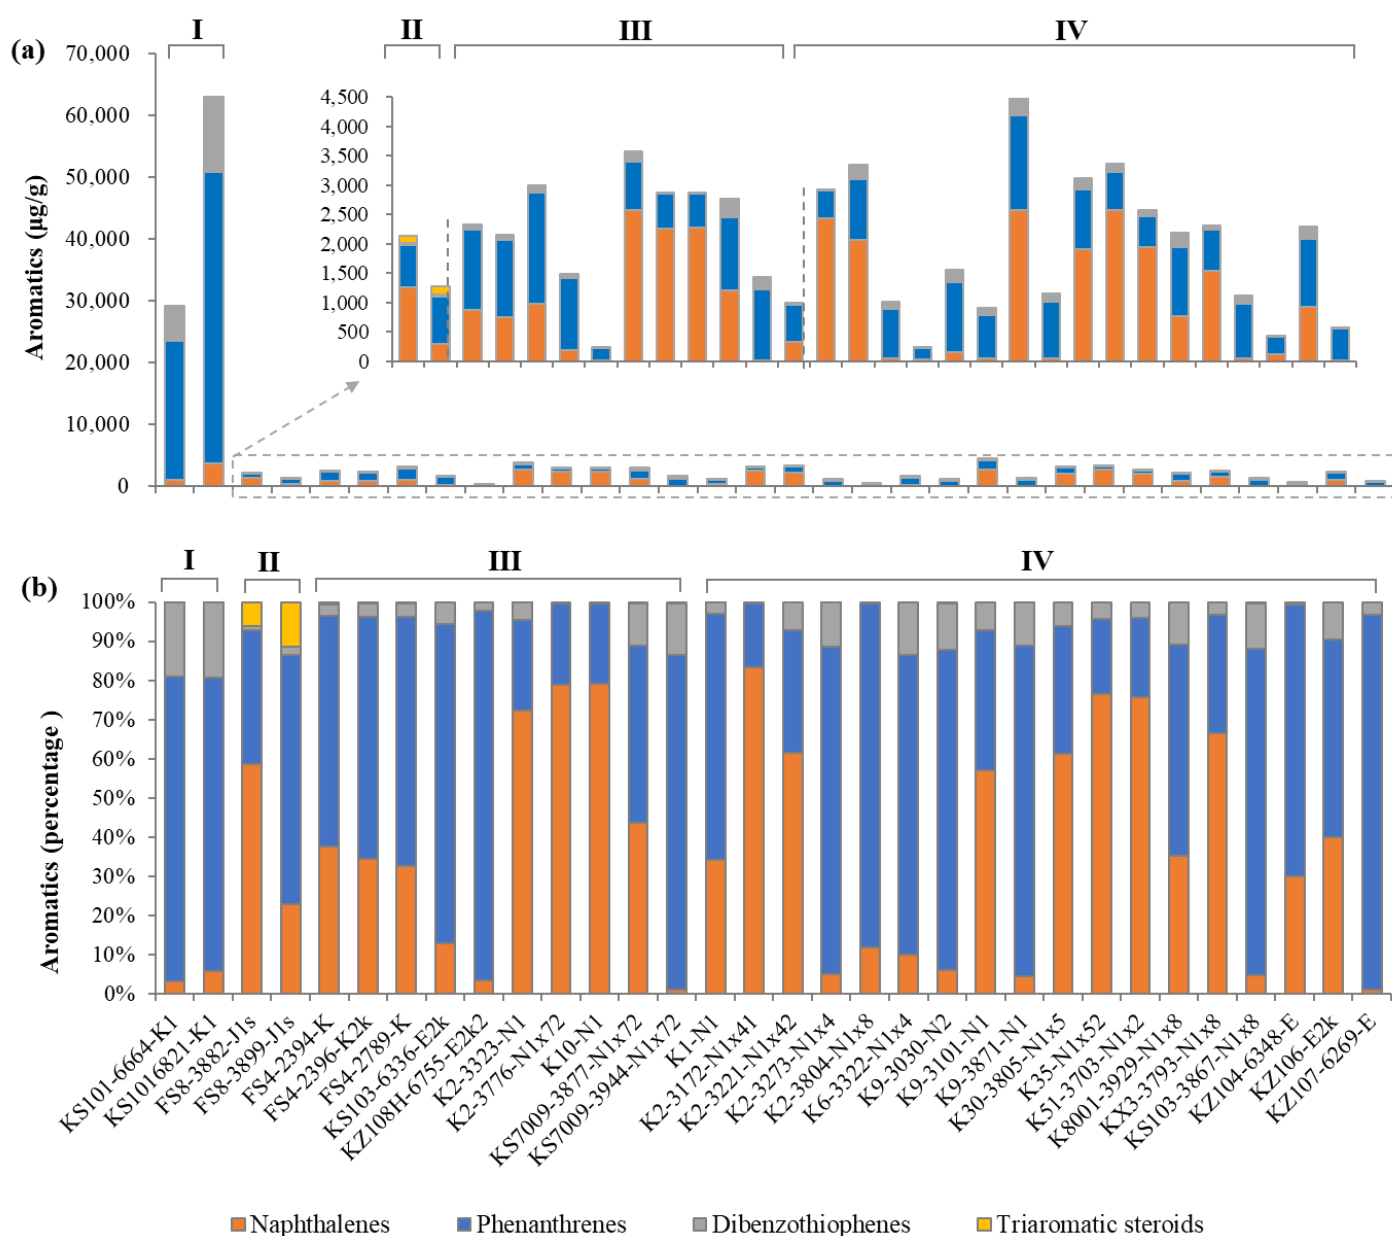 (a)
I
II
III
IV
Aromatics (μg/g)
70,000
60,000
50,000
40,000
30,000
20,000
10,000
0
4,500
4,000
3,500
3,000
2,500
2,000
1,500
1,000
500
0
(b)
I
II
III
IV
Aromatics (percentage )
100%
90%
80%
70%
60%
50%
40%
30%
20%
10%
0%
KS101-6664-K1
KS1016821-K1
FS8-3882-J1s
FS8-3899-J1s
FS4-2394-K
FS4-2396-K2k
FS4-2789-K
KS103-6336-E2k
KZ108H-6755-E2k2
K2-3323-N1
K2-3776-N1x72
K10-N1
KS7009-3877-N1x72
KS7009-3944-N1x72
K1-N1
K2-3172-N1x41
K2-3221-N1x42
K2-3273-N1x4
K2-3804-N1x8
K6-3322-N1x4
K9-3030-N2
K9-3101-N1
K9-3871-N1
K30-3805-N1x5
K35-N1x52
K51-3703-N1x2
K8001-3929-N1x8
KX3-3793-N1x8
KS103-3867-N1x8
KZ104-6348-E
KZ106-E2k
KZ107-6269-E
Naphthalenes Phenanthrenes Dibenzothiophenes Triaromatic steroids